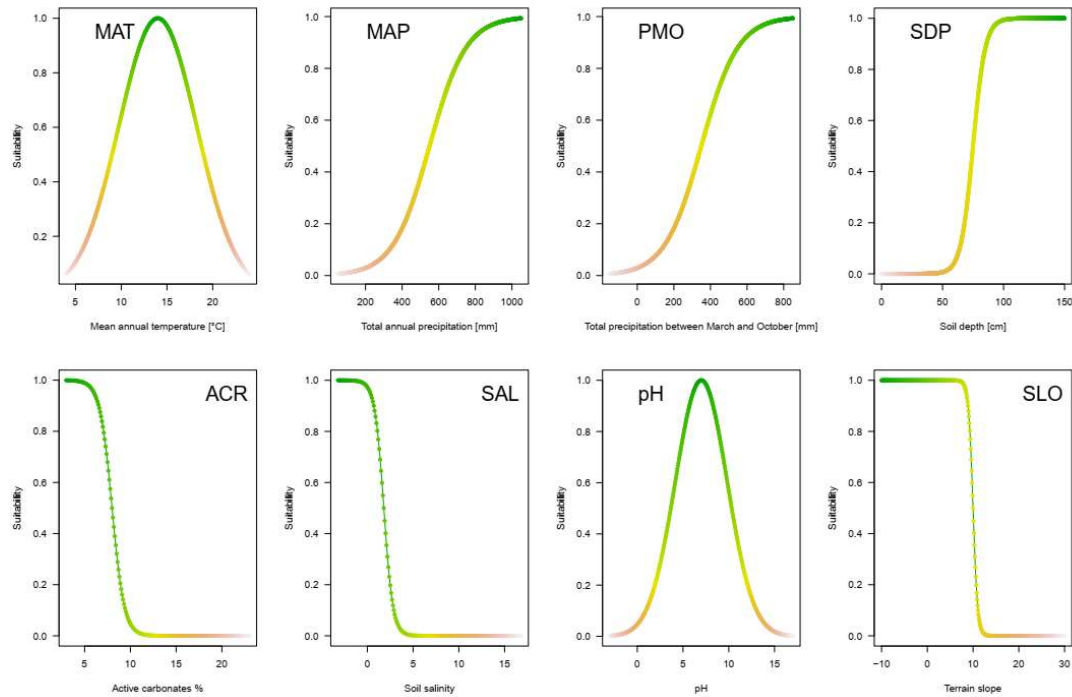 MAT
1.0
0.8
0.6
0.4
0.2
Suitability
5 10 15 20
Mean annual temperature [°C]
MAP
1.0
0.8
0.6
0.4
0.2
0.0
Suitability
200 400 600 800 1000
Total annual precipitation [mm]
PMO
1.0
0.8
0.6
0.4
0.2
0.0
Suitability
0 200 400 600 800
Total precipitation between March and October [mm]
SDP
1.0
0.8
0.6
0.4
0.2
0.0
Suitability
0 50 100 150
Soil depth [cm]
ACR
1.0
0.8
0.6
0.4
0.2
0.0
Suitability
5 10 15 20
Active carbonates %
SAL
1.0
0.8
0.6
0.4
0.2
0.0
Suitability
0 5 10 15
Soil salinity
pH
1.0
0.8
0.6
0.4
0.2
0.0
Suitability
0 5 10 15
pH
SLO
1.0
0.8
0.6
0.4
0.2
0.0
Suitability
−10 0 10 20 30
Terrain slope